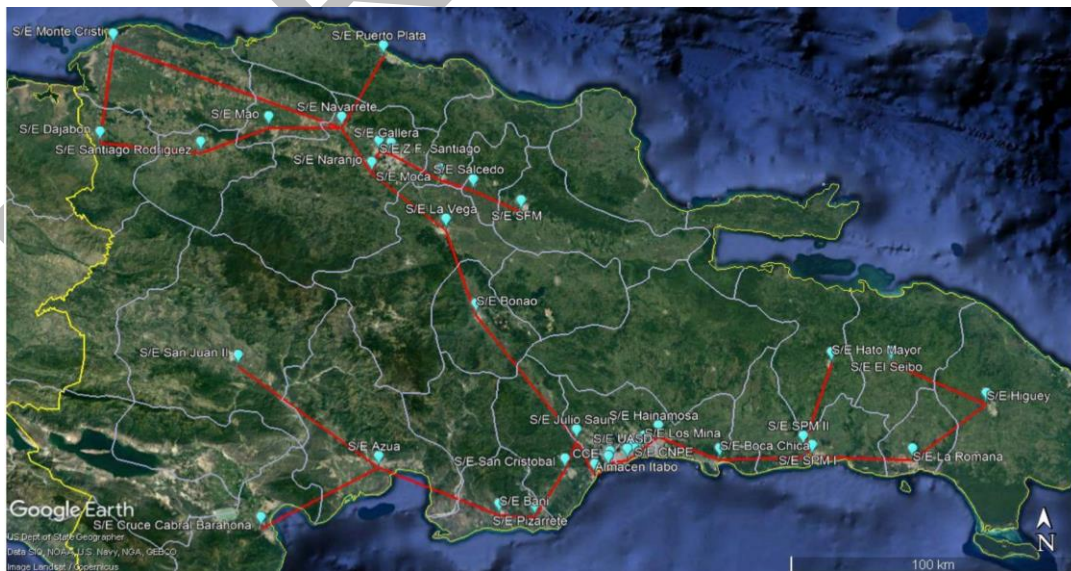 S/E Monte Cristi
S/E Puerto Plata
S/E Mao
S/E Navarrete
S/E Dajabon
S/E Santiago Rodriguez
S/E Gallera
S/E Z.F. Santiago
S/E Naranjo
S/E Moca
S/E Salcedo
S/E SFM
S/E La Vega
S/E Bonao
S/E San Juan II
S/E Hato Mayor
S/E El Seibo
S/E Higuey
S/E Julio Sauri
S/E Hainamosa
S/E UASD
S/E Los Mina
S/E SPM II
S/E Azua
S/E San Cristobal
CCE
S/E CNPE
S/E Boca Chica
S/E SPM I
S/E La Romana
Almacen Itabo
S/E Bani
S/E Pizarrete
S/E Cruce Cabral Barahona
Google Earth
US Dept of State Geographer
Data SIO, NOAA, U.S. Navy, NGA, GEBCO
Image Landsat / Copernicus
100 km
N